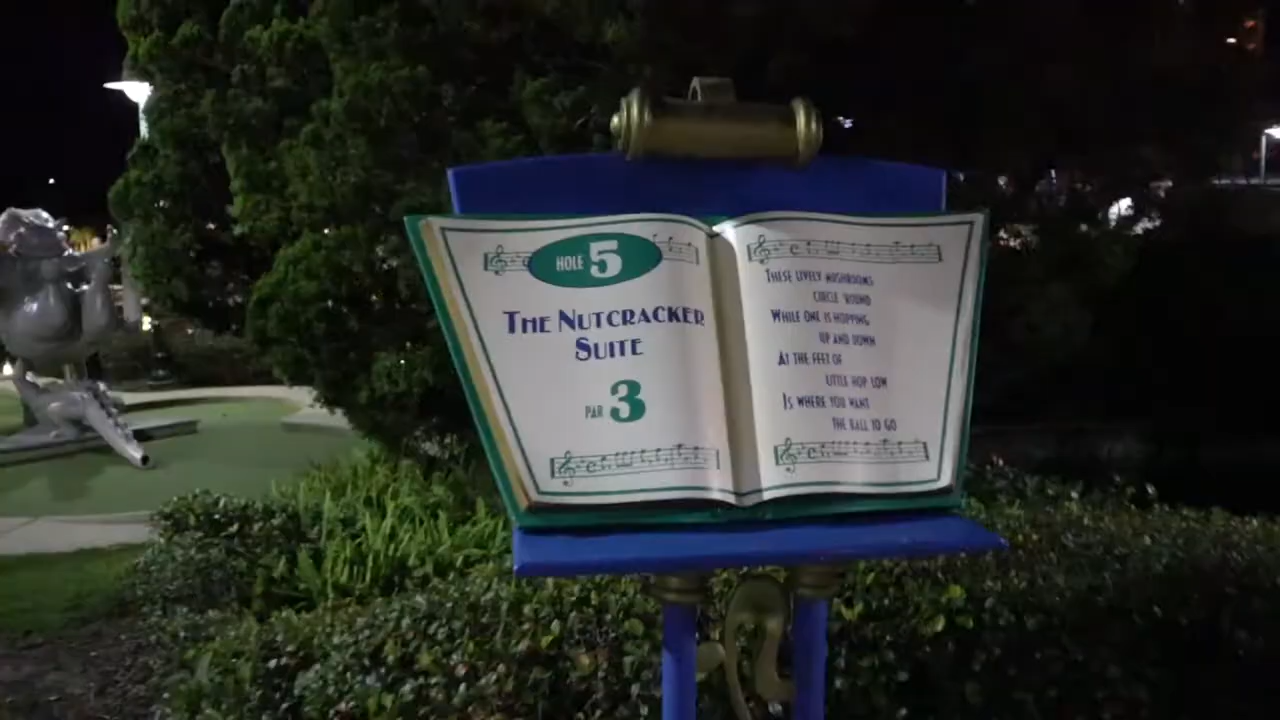 HOLE 5
THE NUTCRACKER
SUITE
PAR 3
THESE LIVELY MUSHROOMS
CIRCLE 'ROUND
WHILE ONE IS HOPPING
UP AND DOWN
AT THE FEET OF
LITTLE HOP LOW
IS WHERE YOU WANT
THE BALL TO GO